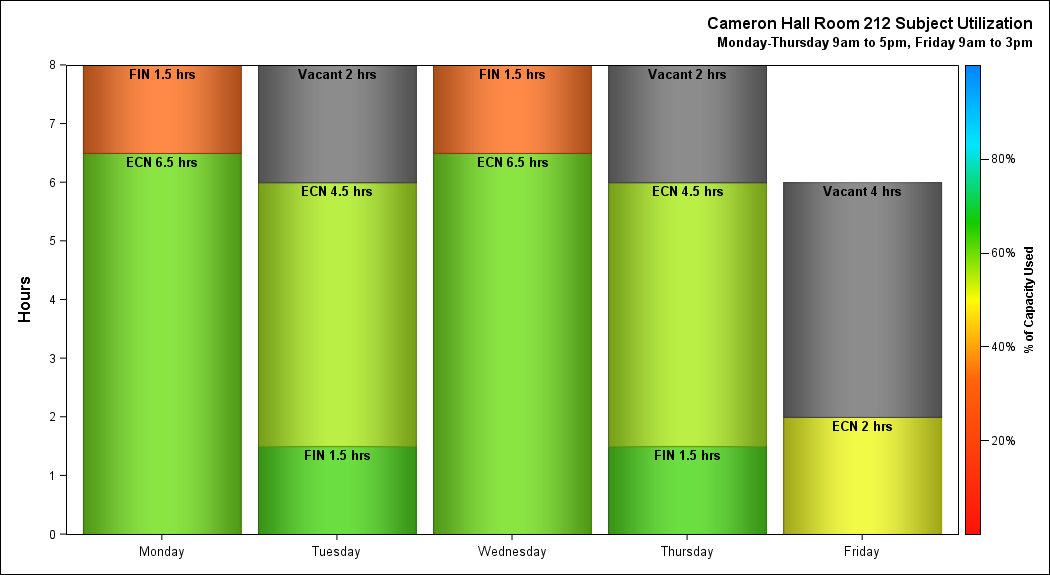 Cameron Hall Room 212 Subject Utilization
Monday-Thursday 9am to 5pm, Friday 9am to 3pm
Hours
8
7
6
5
4
3
2
1
0
FIN 1.5 hrs
ECN 6.5 hrs
Vacant 2 hrs
ECN 4.5 hrs
FIN 1.5 hrs
FIN 1.5 hrs
ECN 6.5 hrs
Vacant 2 hrs
ECN 4.5 hrs
FIN 1.5 hrs
Vacant 4 hrs
ECN 2 hrs
Monday
Tuesday
Wednesday
Thursday
Friday
80%
60%
40%
20%
% of Capacity Used